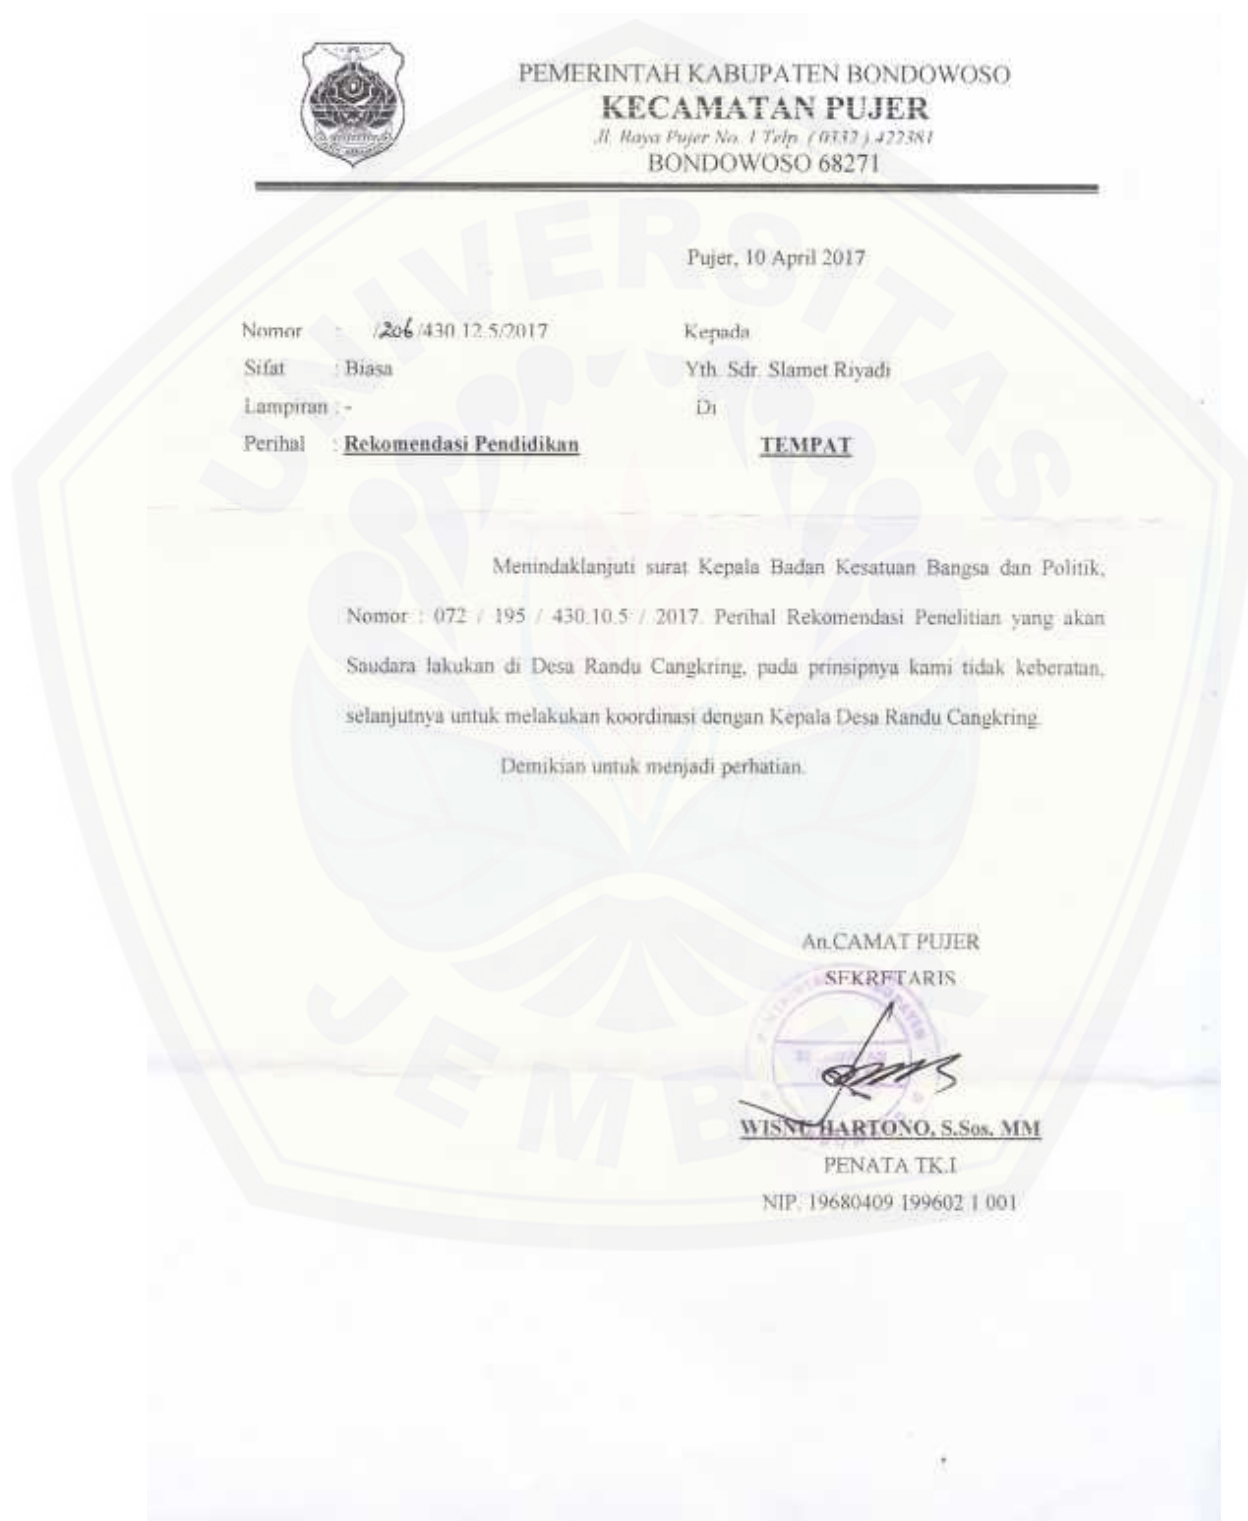 PEMERINTAH KABUPATEN BONDOWOSO
KECAMATAN PUJER
Jl. Raya Pujer No. 1 Telp. ( 0332 ) 422381
BONDOWOSO 68271
Pujer, 10 April 2017
Nomor : /206/430.12.5/2017
Sifat : Biasa
Lampiran : -
Perihal : Rekomendasi Pendidikan
Kepada
Yth. Sdr. Slamet Riyadi
Di
TEMPAT
Menindaklanjuti surat Kepala Badan Kesatuan Bangsa dan Politik,
Nomor : 072 / 195 / 430.10.5 / 2017. Perihal Rekomendasi Penelitian yang akan
Saudara lakukan di Desa Randu Cangkring, pada prinsipnya kami tidak keberatan,
selanjutnya untuk melakukan koordinasi dengan Kepala Desa Randu Cangkring.
Demikian untuk menjadi perhatian.
An.CAMAT PUJER
SEKRETARIS
WISNU HARTONO, S.Sos, MM
PENATA TK.I
NIP. 19680409 199602 1 001
UNIVERSITAS
JEMBER